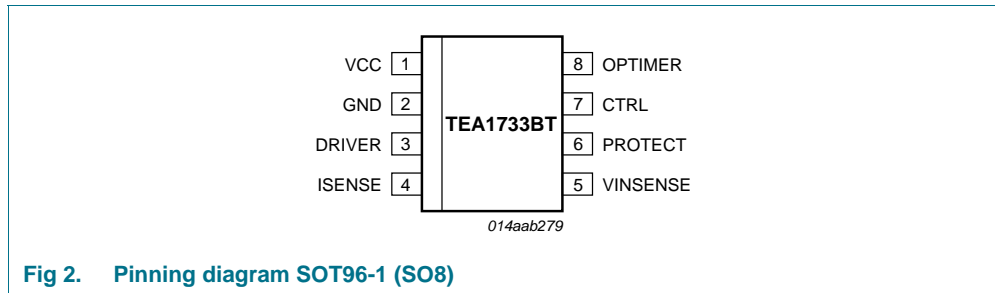 VCC 1 8 OPTIMER
GND 2 7 CTRL
TEA1733BT
DRIVER 3 6 PROTECT
ISENSE 4 5 VINSENSE
014aab279
Fig 2. Pinning diagram SOT96-1 (SO8)